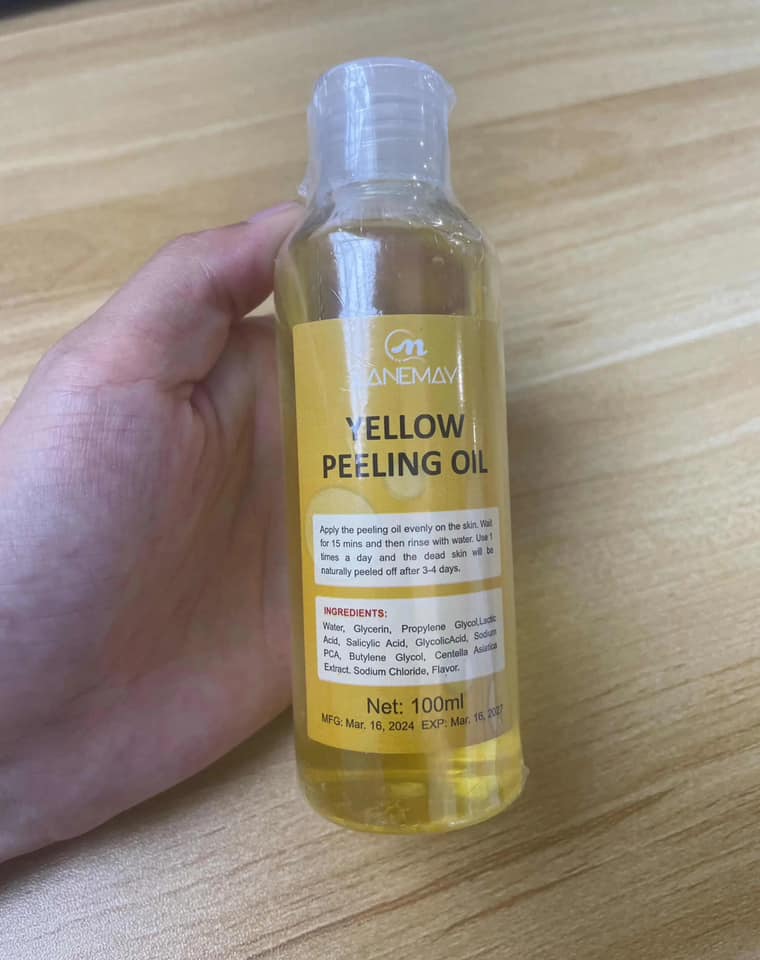 YELLOW
PEELING OIL
Apply the peeling oil evenly on the skin. Wait
for 15 mins and then rinse with water. Use 1
times a day and the dead skin will be
naturally peeled off after 3-4 days.
INGREDIENTS:
Water, Glycerin, Propylene Glycol,Lactic
Acid, Salicylic Acid, GlycolicAcid, Sodium
PCA, Butylene Glycol, Centella Asiatica
Extract. Sodium Chloride, Flavor.
Net: 100ml
MFG: Mar. 16, 2024 EXP: Mar. 16, 2027